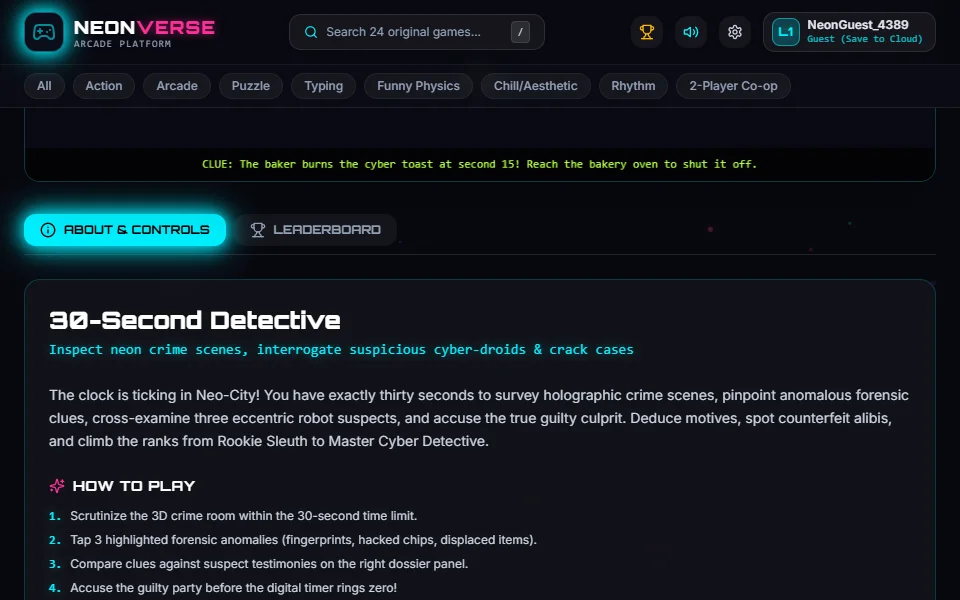 NEONVERSE
ARCADE PLATFORM
Search 24 original games...
/
L1
NeonGuest_4389
Guest (Save to Cloud)
All
Action
Arcade
Puzzle
Typing
Funny Physics
Chill/Aesthetic
Rhythm
2-Player Co-op
CLUE: The baker burns the cyber toast at second 15! Reach the bakery oven to shut it off.
ABOUT & CONTROLS
LEADERBOARD
30-Second Detective
Inspect neon crime scenes, interrogate suspicious cyber-droids & crack cases
The clock is ticking in Neo-City! You have exactly thirty seconds to survey holographic crime scenes, pinpoint anomalous forensic
clues, cross-examine three eccentric robot suspects, and accuse the true guilty culprit. Deduce motives, spot counterfeit alibis,
and climb the ranks from Rookie Sleuth to Master Cyber Detective.
HOW TO PLAY
1. Scrutinize the 3D crime room within the 30-second time limit.
2. Tap 3 highlighted forensic anomalies (fingerprints, hacked chips, displaced items).
3. Compare clues against suspect testimonies on the right dossier panel.
4. Accuse the guilty party before the digital timer rings zero!